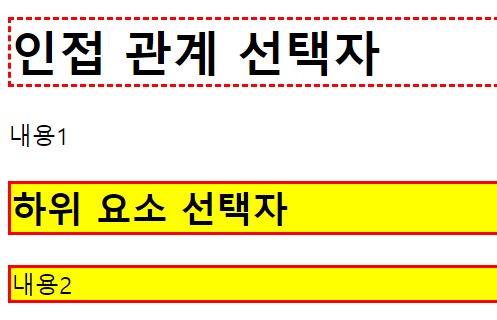 인접 관계 선택자
내용1
하위 요소 선택자
내용2